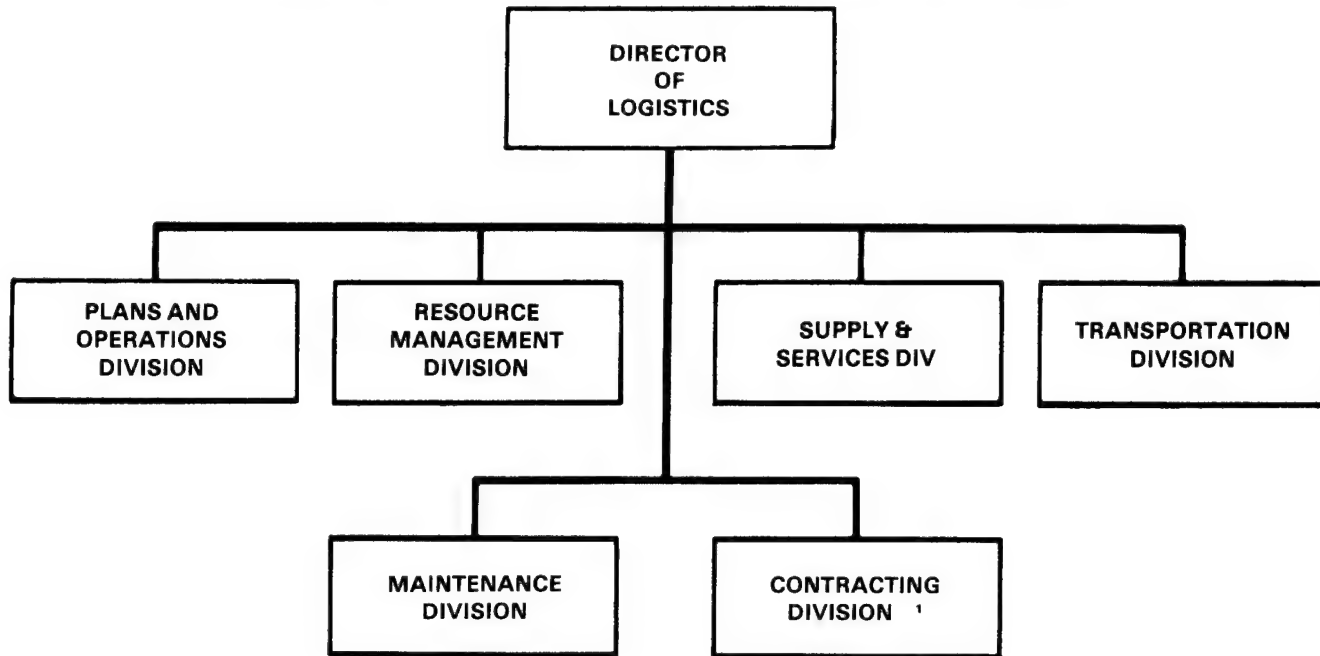 DIRECTOR
OF
LOGISTICS
PLANS AND
OPERATIONS
DIVISION
RESOURCE
MANAGEMENT
DIVISION
SUPPLY &
SERVICES DIV
TRANSPORTATION
DIVISION
MAINTENANCE
DIVISION
CONTRACTING
DIVISION ¹